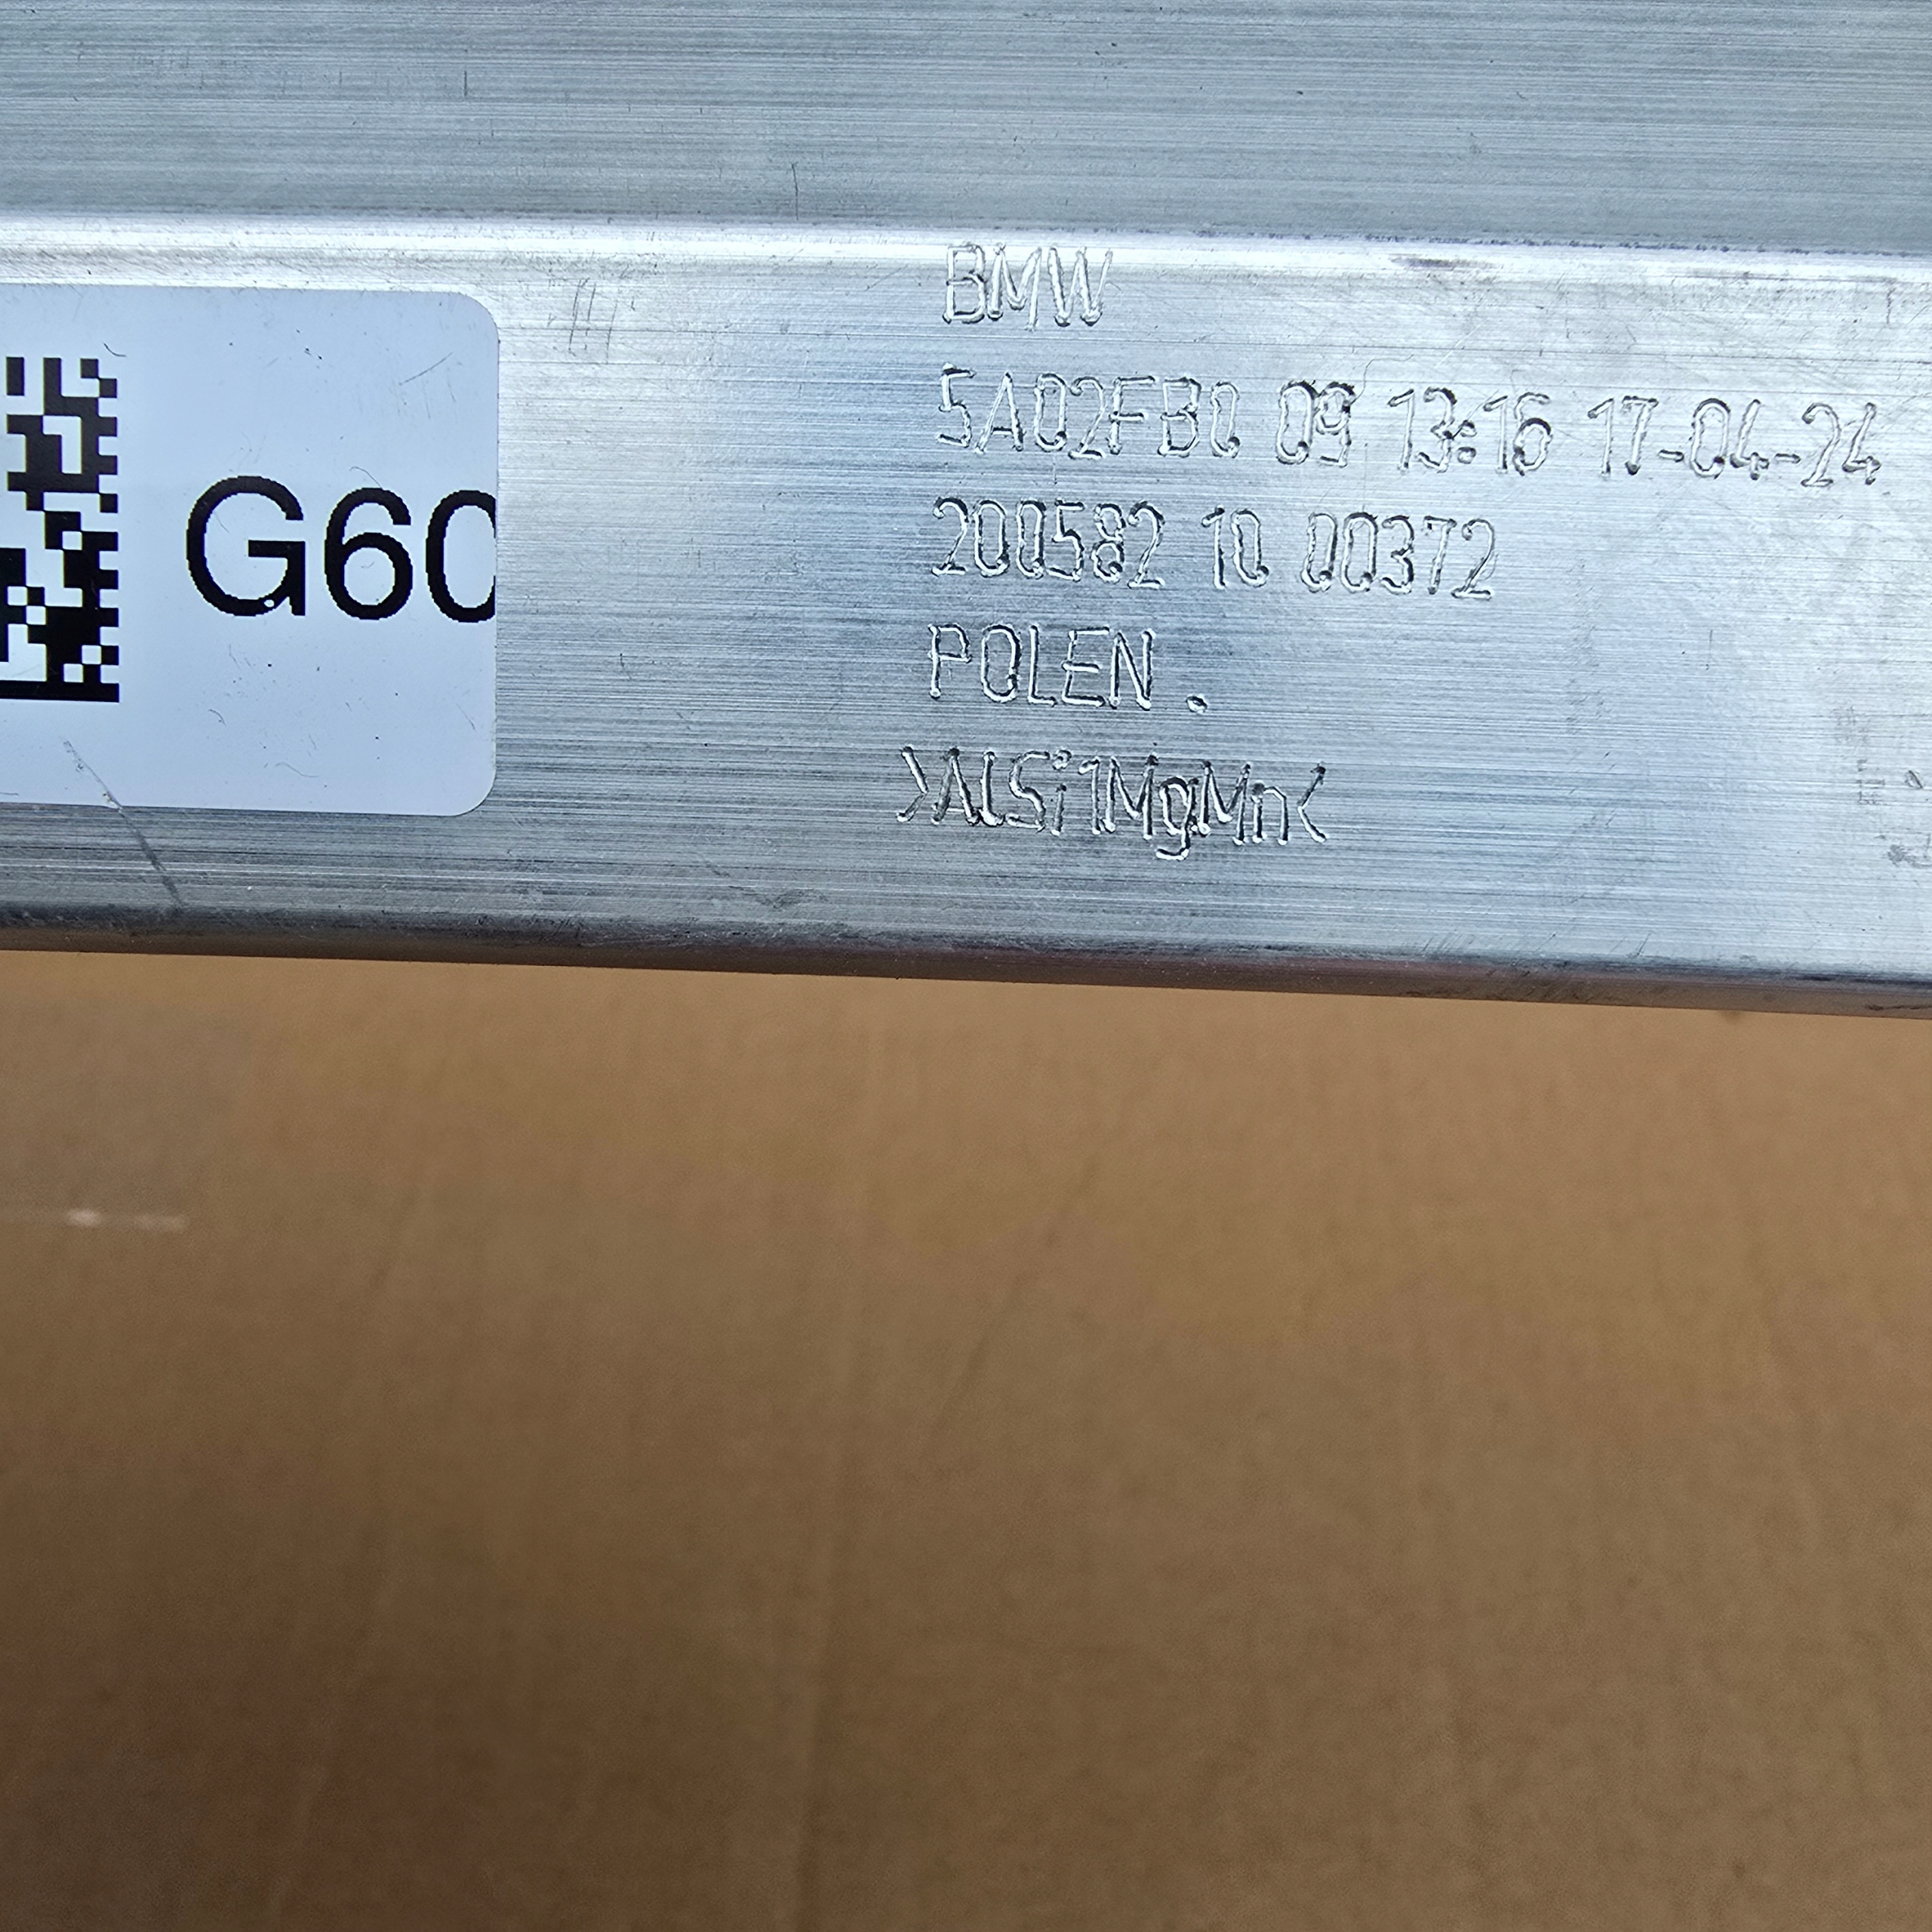 G60
BMW
5A02FB0 09 13:16 17-04-24
200582 10 00372
POLEN .
>AlSi1MgMn<